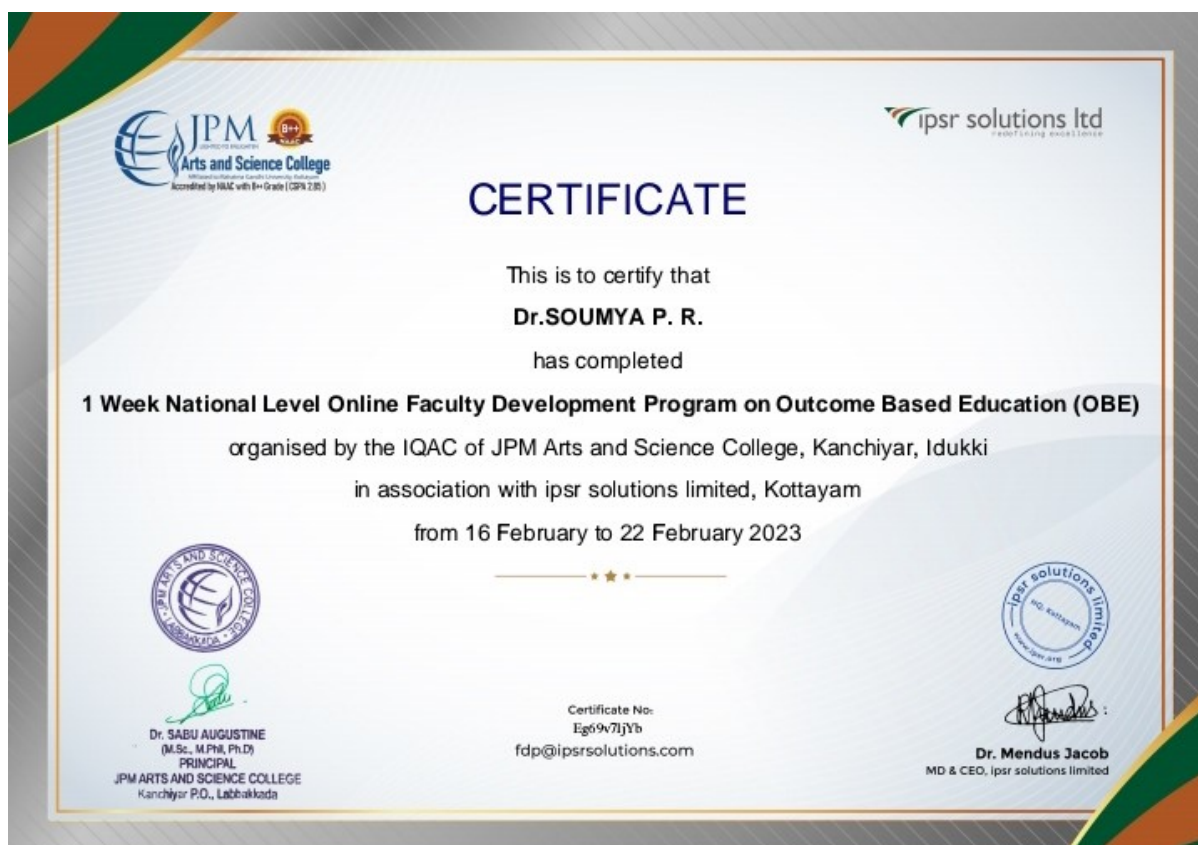 JPM
B++
NAAC
Arts and Science College
Accredited by NAAC with B++ Grade ( CGPA 2.85 )
ipsr solutions ltd
redefining excellence
CERTIFICATE
This is to certify that
Dr.SOUMYA P. R.
has completed
1 Week National Level Online Faculty Development Program on Outcome Based Education (OBE)
organised by the IQAC of JPM Arts and Science College, Kanchiyar, Idukki
in association with ipsr solutions limited, Kottayam
from 16 February to 22 February 2023
JPM ARTS AND SCIENCE COLLEGE
LABBAKKADA
ipsr solutions limited
HQ. Kottayam
www.ipsr.org
Dr. SABU AUGUSTINE
(M.Sc., M.Phil, Ph.D)
PRINCIPAL
JPM ARTS AND SCIENCE COLLEGE
Kanchiyar P.O., Labbakkada
Certificate No:
fdp@ipsrsolutions.com
Dr. Mendus Jacob
MD & CEO, ipsr solutions limited